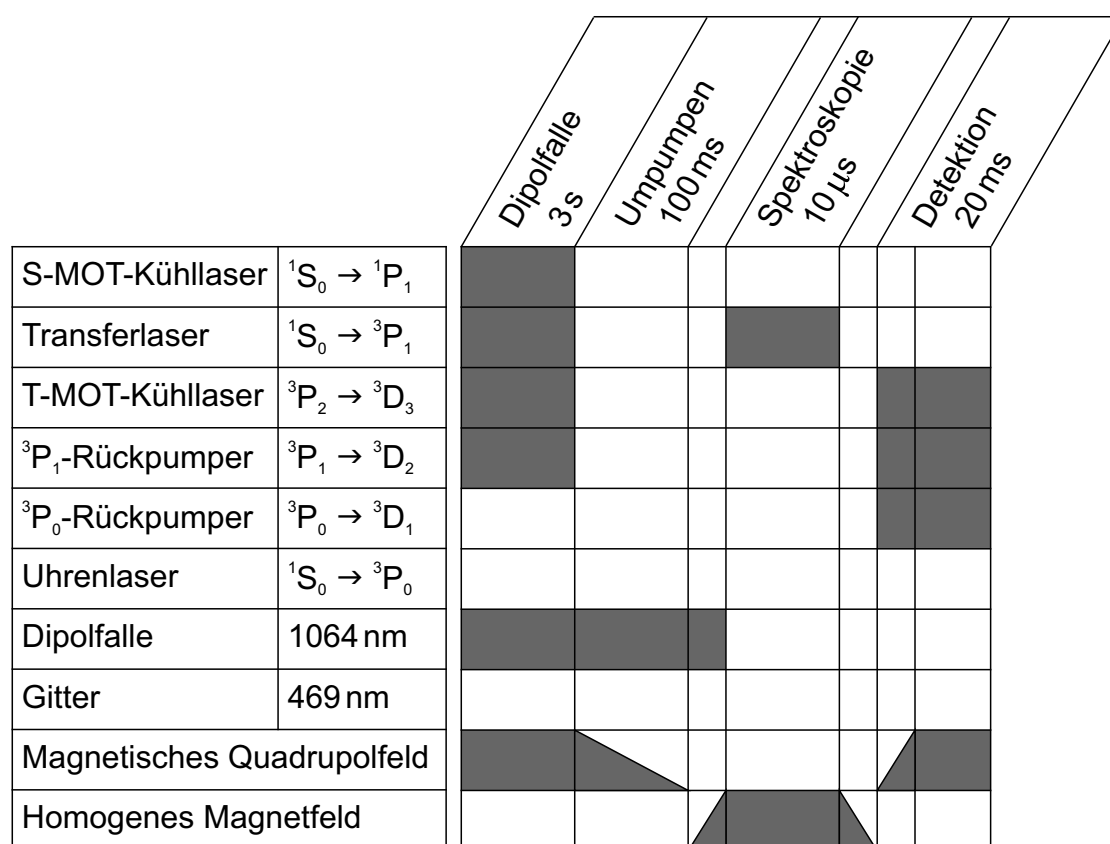 Dipolfalle
3 s
Umpumpen
100 ms
Spektroskopie
10 µs
Detektion
20 ms
S-MOT-Kühllaser ¹S₀ → ¹P₁
Transferlaser ¹S₀ → ³P₁
T-MOT-Kühllaser ³P₂ → ³D₃
³P₁-Rückpumper ³P₁ → ³D₂
³P₀-Rückpumper ³P₀ → ³D₁
Uhrenlaser ¹S₀ → ³P₀
Dipolfalle 1064 nm
Gitter 469 nm
Magnetisches Quadrupolfeld
Homogenes Magnetfeld